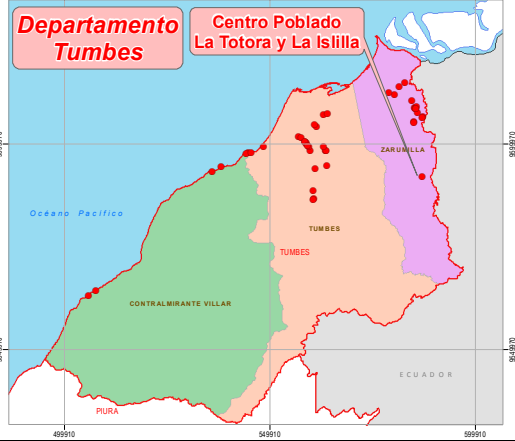 Departamento
Tumbes
Centro Poblado
La Totora y La Islilla
ZARUMILLA
Océano Pacífico
TUMBES
TUMBES
CONTRALMIRANTE VILLAR
ECUADOR
PIURA
9549910
499910
549910
599910